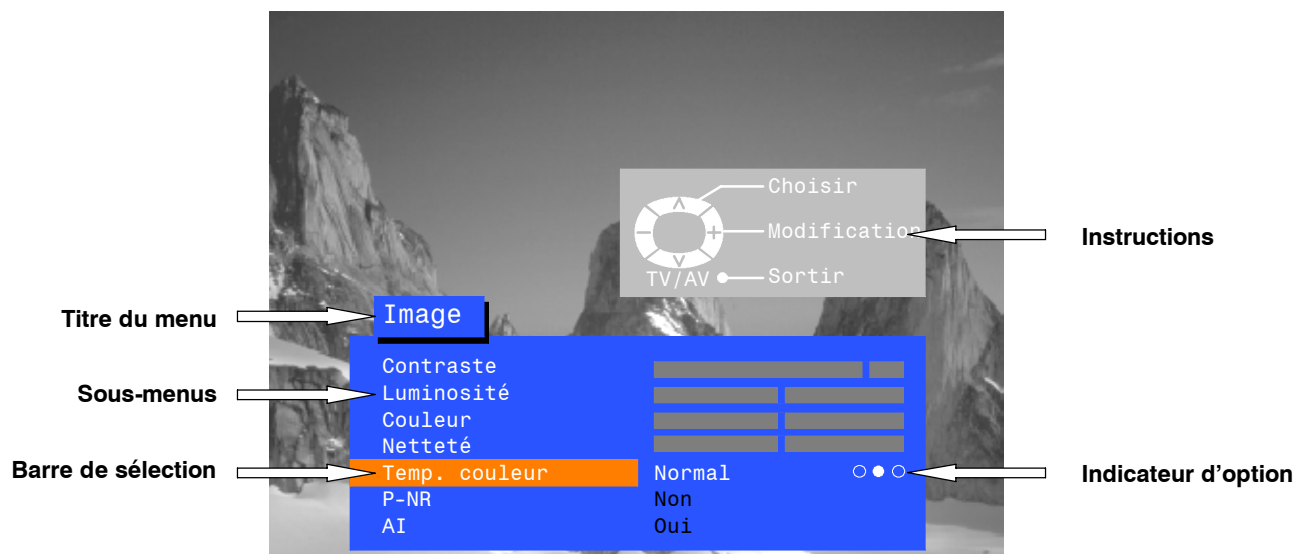 Choisir
Modification
TV/AV
Sortir
Instructions
Titre du menu
Image
Contraste
Sous-menus
Luminosité
Couleur
Netteté
Barre de sélection
Temp. couleur
Normal
Indicateur d'option
P-NR
Non
AI
Oui